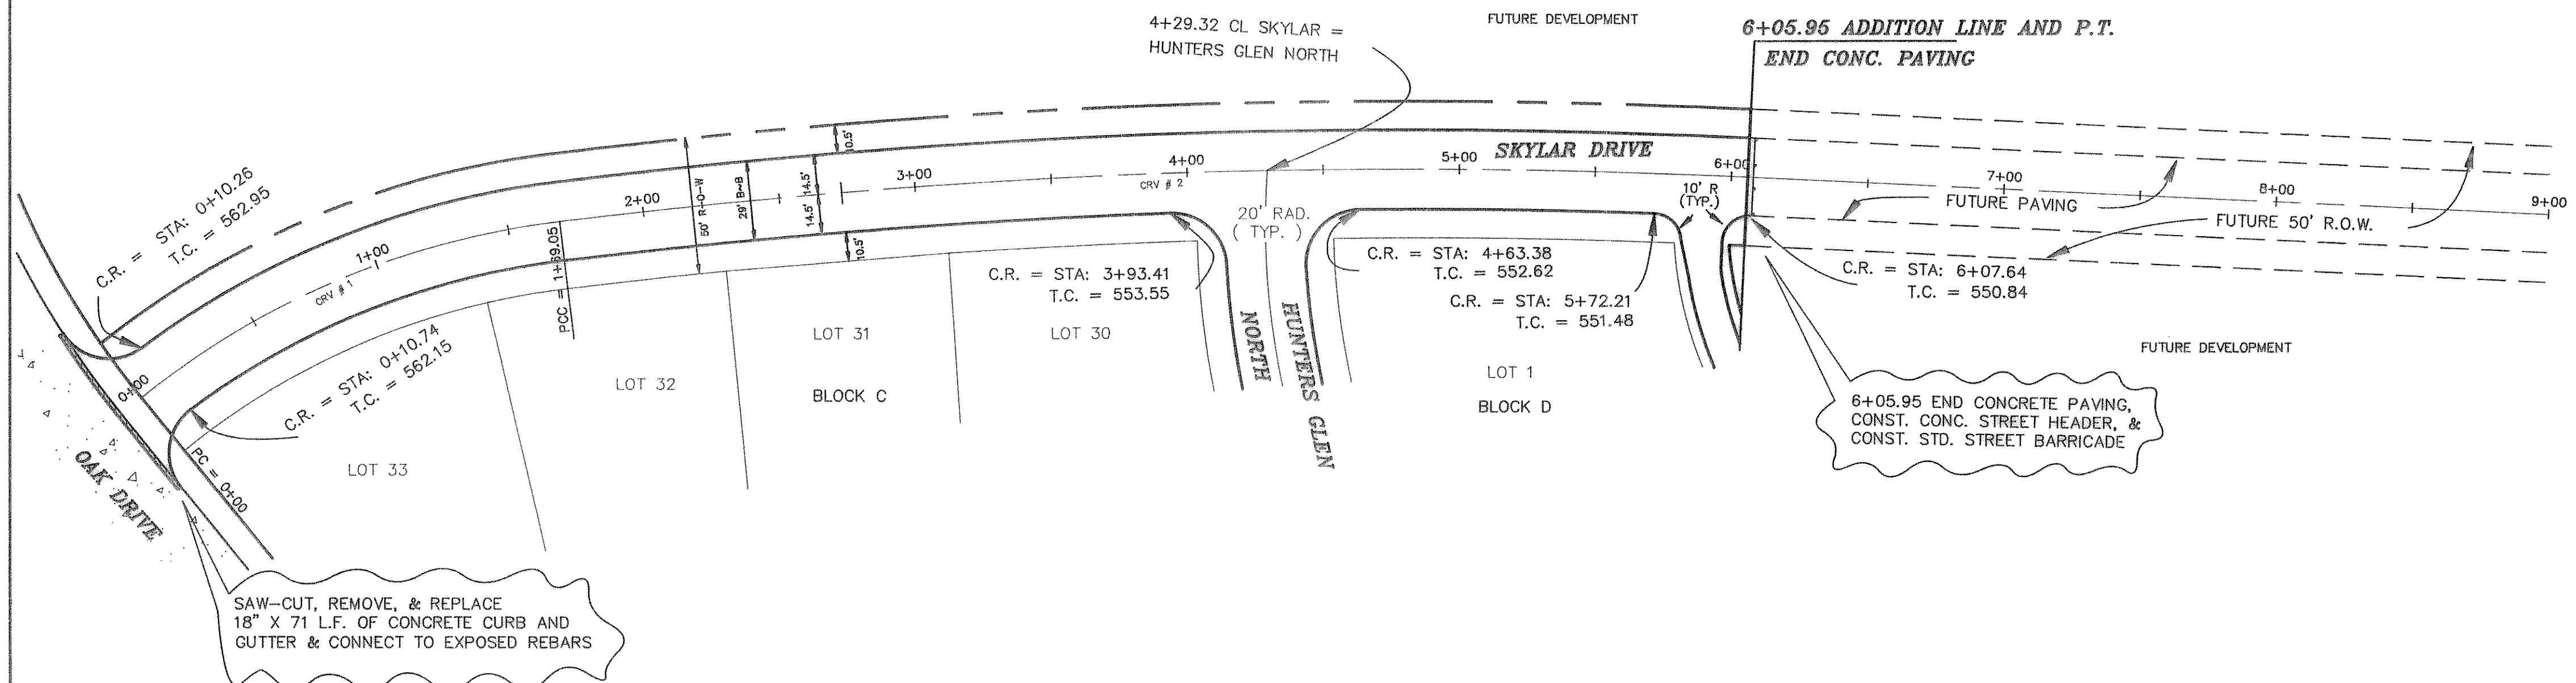 4+29.32 CL SKYLAR =
HUNTERS GLEN NORTH
FUTURE DEVELOPMENT
6+05.95 ADDITION LINE AND P.T.
END CONC. PAVING
C.R. = STA: 0+10.26
T.C. = 562.95
10.5'
SKYLAR DRIVE
0+00
1+00
2+00
3+00
4+00
5+00
6+00
7+00
8+00
9+00
CRV # 1
CRV # 2
PCC = 1+69.05
50' R-O-W
29' B~B
14.5'
14.5'
10.5'
20' RAD.
( TYP. )
10' R
(TYP.)
FUTURE PAVING
FUTURE 50' R.O.W.
C.R. = STA: 3+93.41
T.C. = 553.55
C.R. = STA: 4+63.38
T.C. = 552.62
C.R. = STA: 5+72.21
T.C. = 551.48
C.R. = STA: 6+07.64
T.C. = 550.84
C.R. = STA: 0+10.74
T.C. = 562.15
PC = 0+00
OAK DRIVE
LOT 33
LOT 32
LOT 31
BLOCK C
LOT 30
NORTH
HUNTERS GLEN
LOT 1
BLOCK D
FUTURE DEVELOPMENT
6+05.95 END CONCRETE PAVING,
CONST. CONC. STREET HEADER, &
CONST. STD. STREET BARRICADE
SAW-CUT, REMOVE, & REPLACE
18" X 71 L.F. OF CONCRETE CURB AND
GUTTER & CONNECT TO EXPOSED REBARS